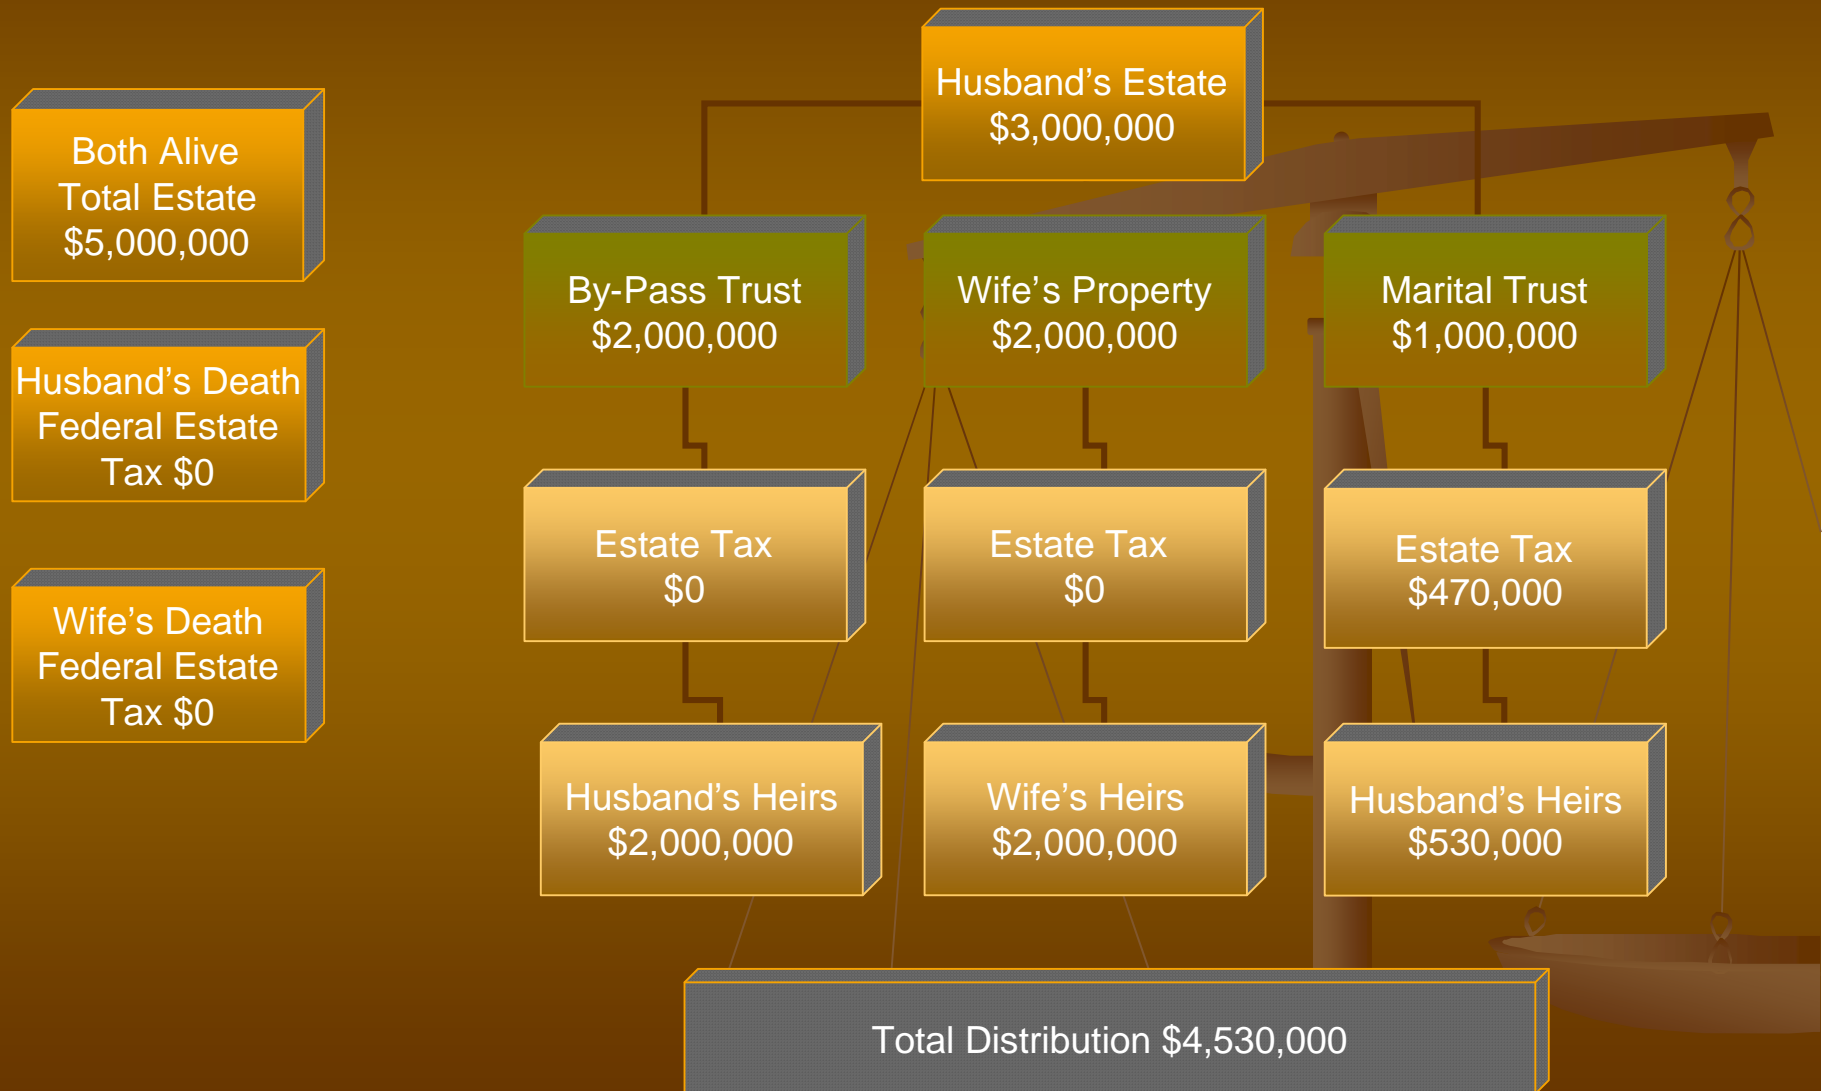 Both Alive
Total Estate
$5,000,000
Husband's Death
Federal Estate
Tax $0
Wife's Death
Federal Estate
Tax $0
Husband's Estate
$3,000,000
By-Pass Trust
$2,000,000
Wife's Property
$2,000,000
Marital Trust
$1,000,000
Estate Tax
$0
Estate Tax
$0
Estate Tax
$470,000
Husband's Heirs
$2,000,000
Wife's Heirs
$2,000,000
Husband's Heirs
$530,000
Total Distribution $4,530,000